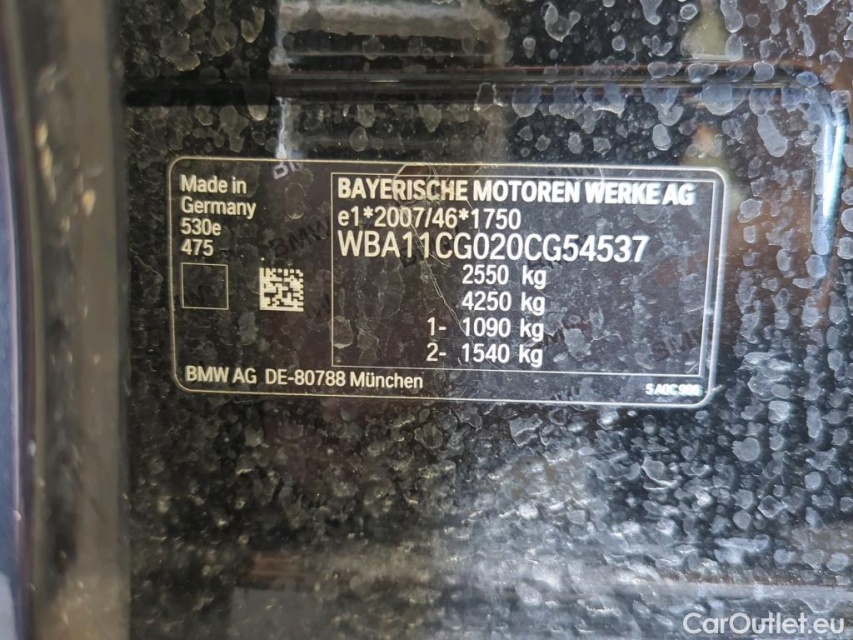 Made in
Germany
530e
475
BAYERISCHE MOTOREN WERKE AG
e1*2007/46*1750
WBA11CG020CG54537
2550 kg
4250 kg
1- 1090 kg
2- 1540 kg
BMW AG DE-80788 München
CarOutlet.eu